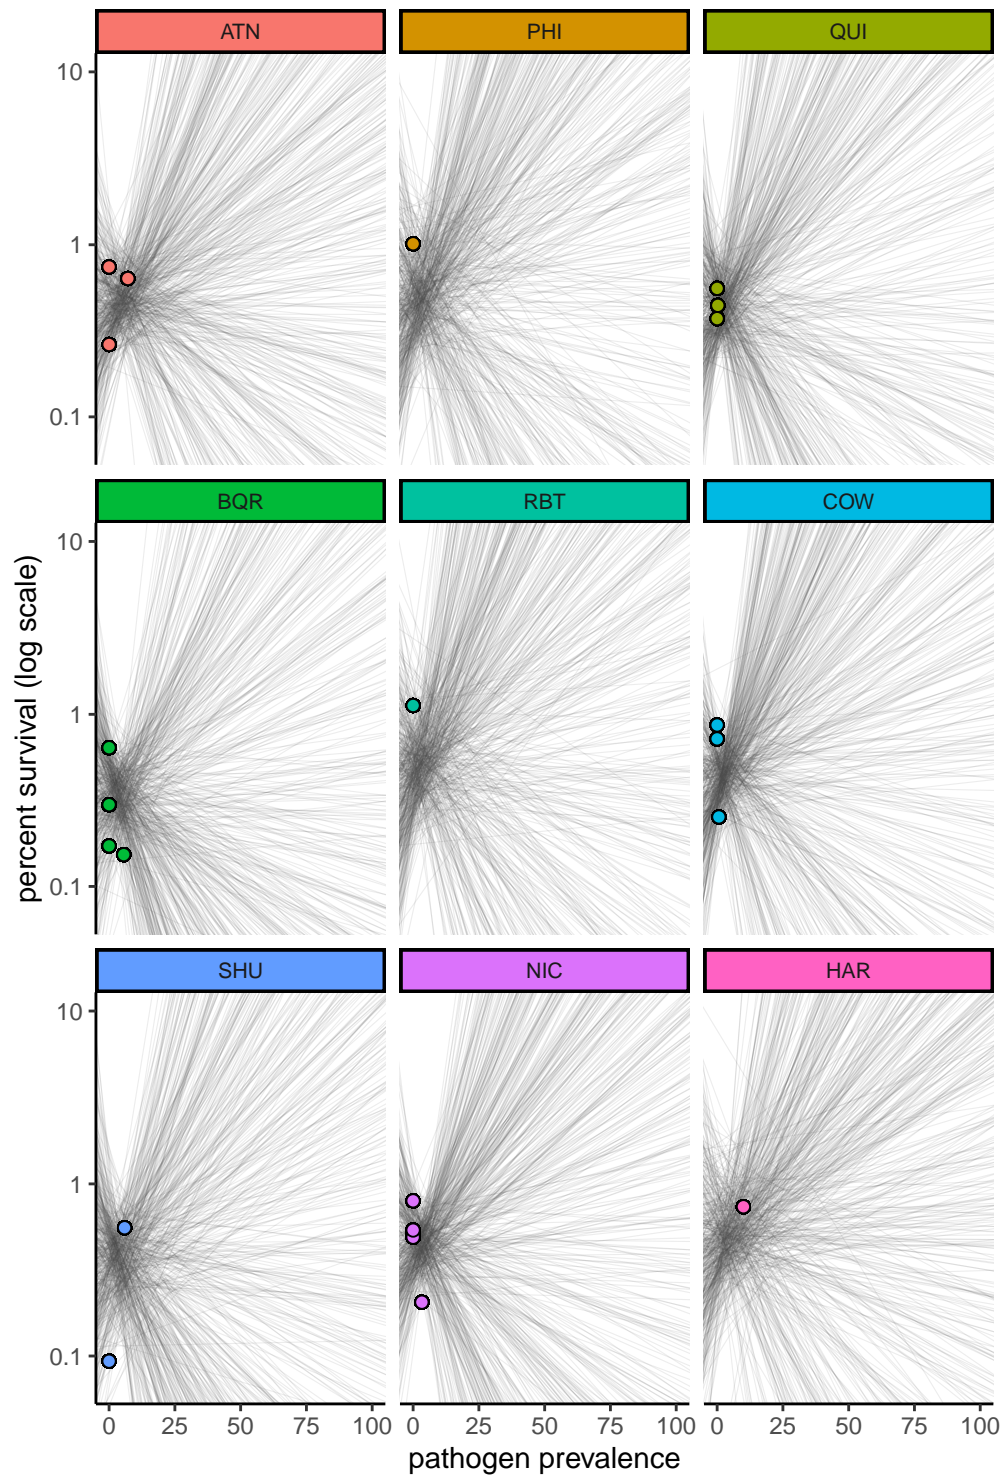 ATN PHI QUI
10
1
0.1
BQR RBT COW
10
1
0.1
percent survival (log scale)
SHU NIC HAR
10
1
0.1
0 25 50 75 100 0 25 50 75 100 0 25 50 75 100
pathogen prevalence